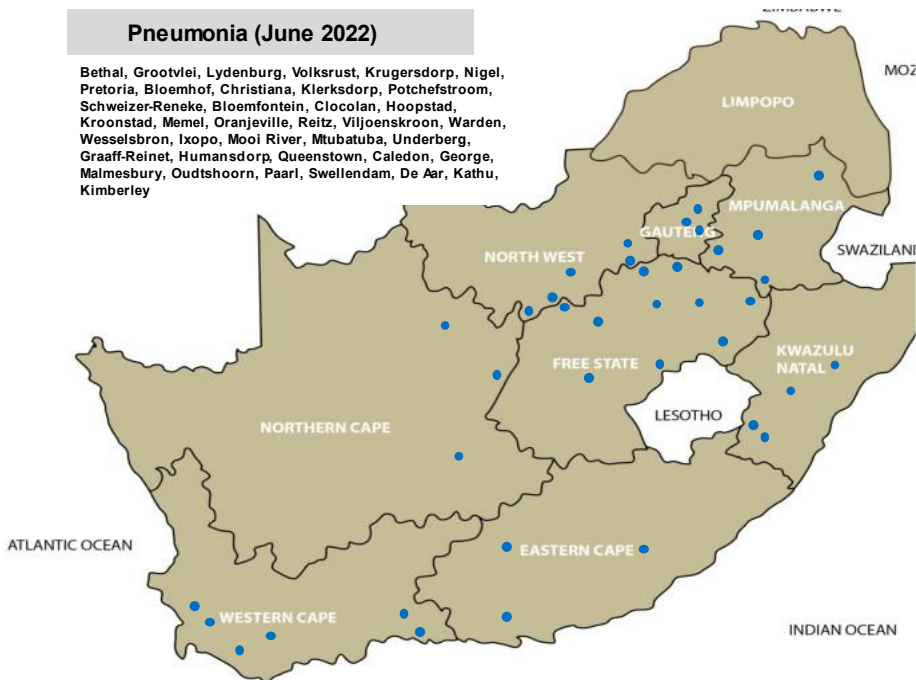 ZIMBABWE
Pneumonia (June 2022)
Bethal, Grootvlei, Lydenburg, Volksrust, Krugersdorp, Nigel,
Pretoria, Bloemhof, Christiana, Klerksdorp, Potchefstroom,
Schweizer-Reneke, Bloemfontein, Clocolan, Hoopstad,
Kroonstad, Memel, Oranjeville, Reitz, Viljoenskroon, Warden,
Wesselsbron, Ixopo, Mooi River, Mtubatuba, Underberg,
Graaff-Reinet, Humansdorp, Queenstown, Caledon, George,
Malmesbury, Oudtshoorn, Paarl, Swellendam, De Aar, Kathu,
Kimberley
MOZ
LIMPOPO
MPUMALANGA
GAUTENG
SWAZILAND
NORTH WEST
KWAZULU
NATAL
FREE STATE
LESOTHO
NORTHERN CAPE
ATLANTIC OCEAN
EASTERN CAPE
WESTERN CAPE
INDIAN OCEAN